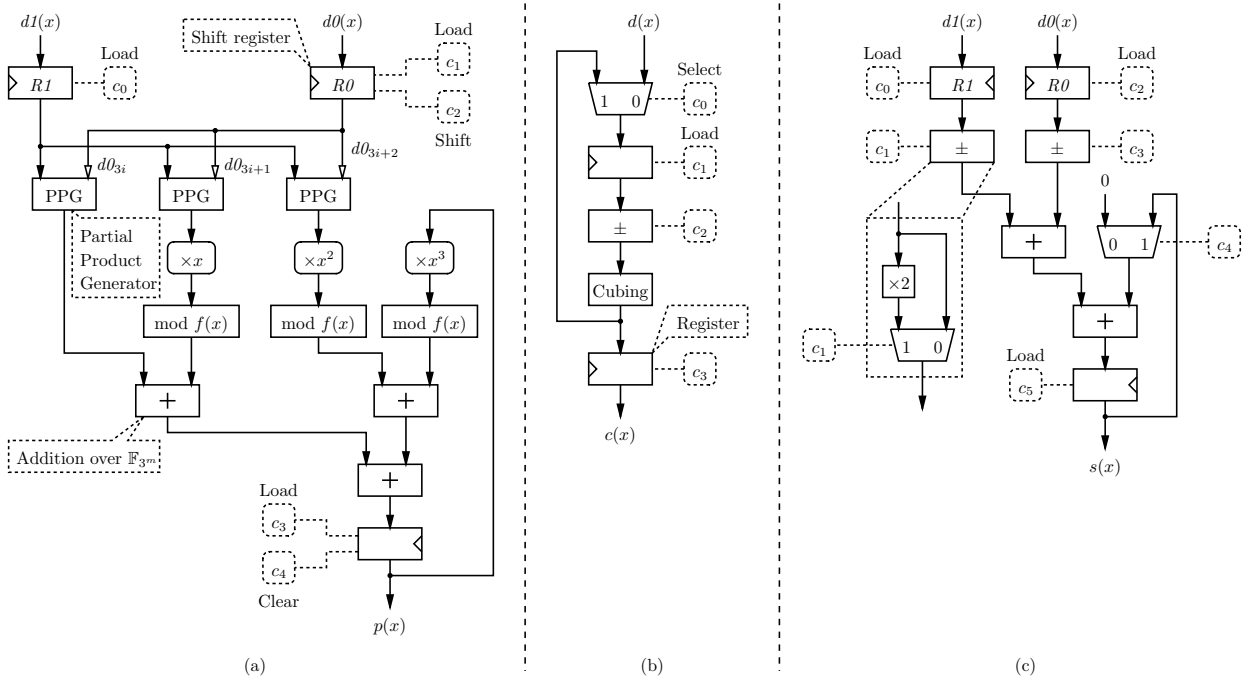 d1(x)
d0(x)
Shift register
Load
R1
c₀
R0
Load
c₁
c₂
Shift
d0₃ᵢ
d0₃ᵢ₊₁
d0₃ᵢ₊₂
PPG
PPG
PPG
Partial
Product
Generator
×x
×x²
×x³
mod f(x)
mod f(x)
mod f(x)
+
+
Addition over 𝔽₃ᵐ
+
Load
c₃
c₄
Clear
p(x)
(a)
d(x)
Select
1 0
c₀
Load
c₁
±
c₂
Cubing
Register
c₃
c(x)
(b)
d1(x)
d0(x)
Load
c₀
R1
R0
Load
c₂
c₁
±
±
c₃
0
+
0 1
c₄
×2
c₁
1 0
+
Load
c₅
s(x)
(c)